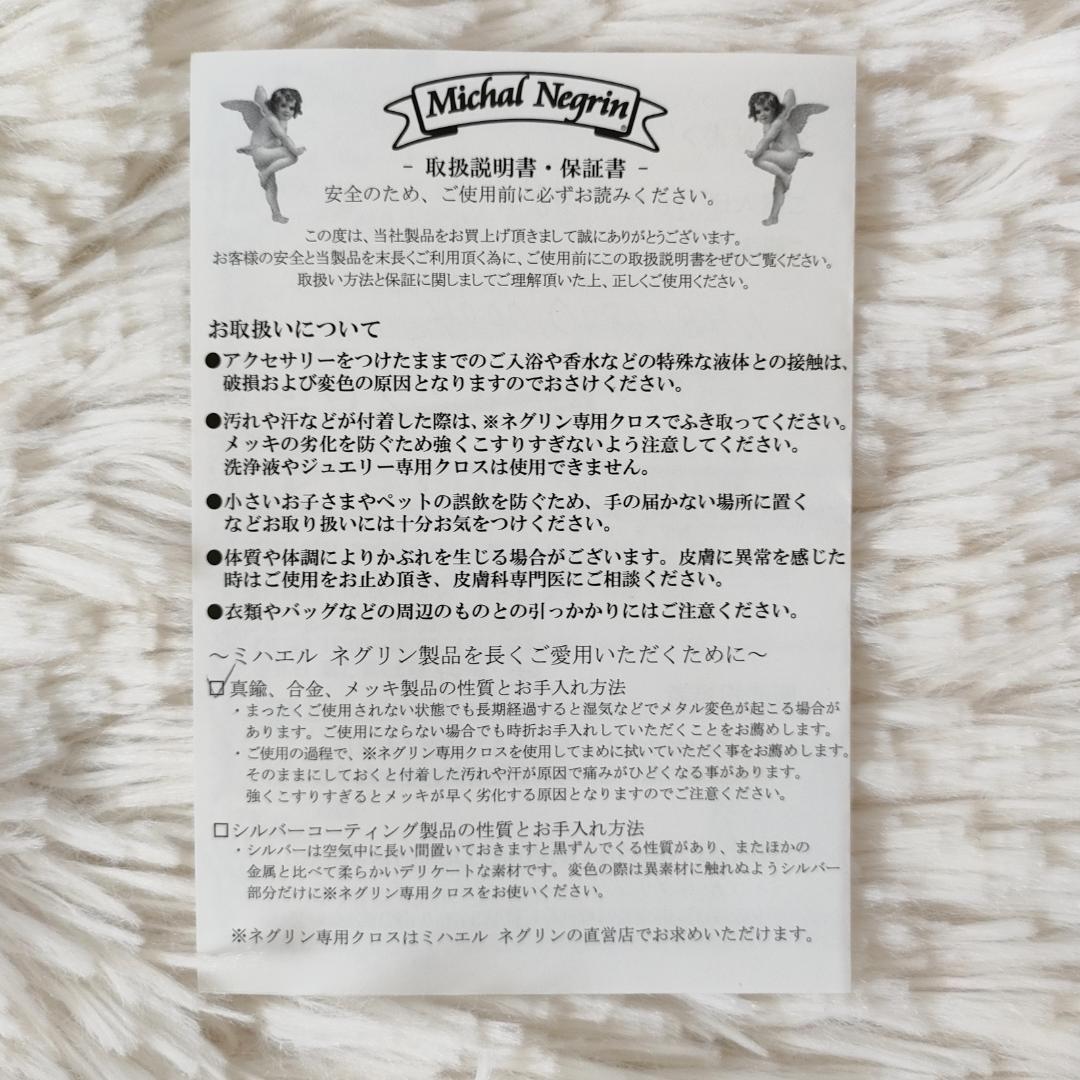 Michal Negrin®
- 取扱説明書・保証書 -
安全のため、ご使用前に必ずお読みください。
この度は、当社製品をお買上げ頂きまして誠にありがとうございます。
お客様の安全と当製品を末長くご利用頂く為に、ご使用前にこの取扱説明書をぜひご覧ください。
取扱い方法と保証に関しましてご理解頂いた上、正しくご使用ください。
お取扱いについて
●アクセサリーをつけたままでのご入浴や香水などの特殊な液体との接触は、
破損および変色の原因となりますのでおさけください。
●汚れや汗などが付着した際は、※ネグリン専用クロスでふき取ってください。
メッキの劣化を防ぐため強くこすりすぎないよう注意してください。
洗浄液やジュエリー専用クロスは使用できません。
●小さいお子さまやペットの誤飲を防ぐため、手の届かない場所に置く
などお取り扱いには十分お気をつけください。
●体質や体調によりかぶれを生じる場合がございます。皮膚に異常を感じた
時はご使用をお止め頂き、皮膚科専門医にご相談ください。
●衣類やバッグなどの周辺のものとの引っかかりにはご注意ください。
～ミハエル ネグリン製品を長くご愛用いただくために～
☑真鍮、合金、メッキ製品の性質とお手入れ方法
・まったくご使用されない状態でも長期経過すると湿気などでメタル変色が起こる場合が
あります。ご使用にならない場合でも時折お手入れしていただくことをお薦めします。
・ご使用の過程で、※ネグリン専用クロスを使用してまめに拭いていただく事をお薦めします。
そのままにしておくと付着した汚れや汗が原因で痛みがひどくなる事があります。
強くこすりすぎるとメッキが早く劣化する原因となりますのでご注意ください。
□シルバーコーティング製品の性質とお手入れ方法
・シルバーは空気中に長い間置いておきますと黒ずんでくる性質があり、またほかの
金属と比べて柔らかいデリケートな素材です。変色の際は異素材に触れぬようシルバー
部分だけに※ネグリン専用クロスをお使いください。
※ネグリン専用クロスはミハエル ネグリンの直営店でお求めいただけます。